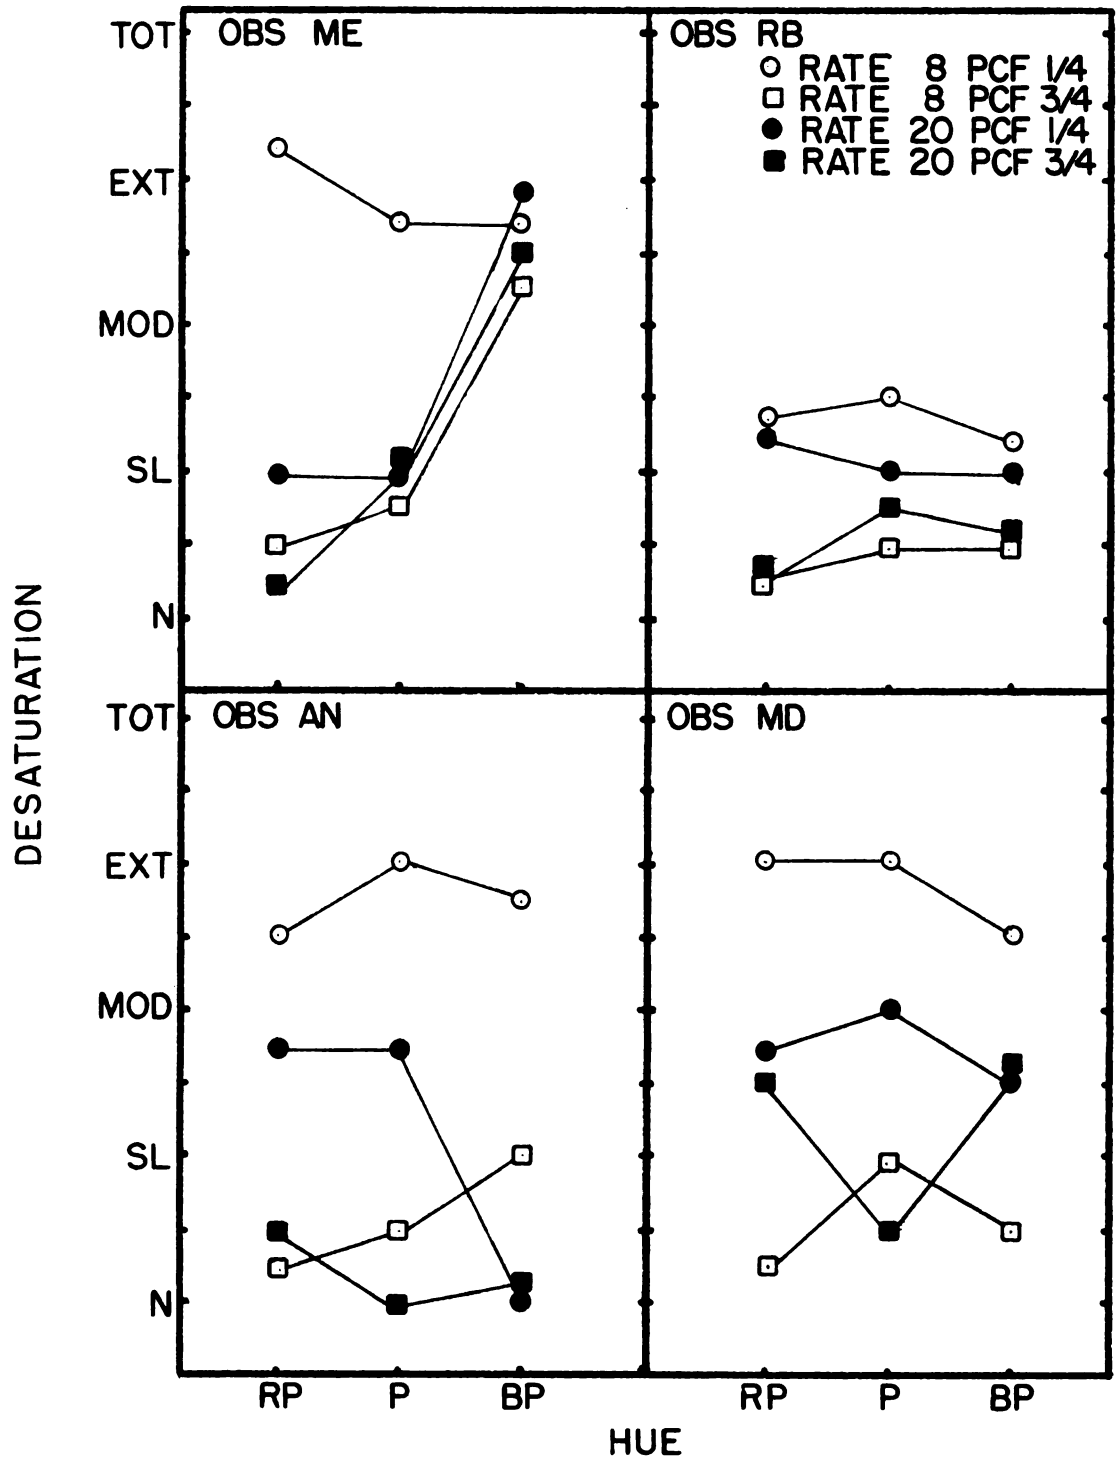 OBS ME
TOT
EXT
MOD
SL
N
OBS RB
RATE 8 PCF 1/4
RATE 8 PCF 3/4
RATE 20 PCF 1/4
RATE 20 PCF 3/4
DESATURATION
OBS AN
TOT
EXT
MOD
SL
N
OBS MD
RP P BP RP P BP
HUE